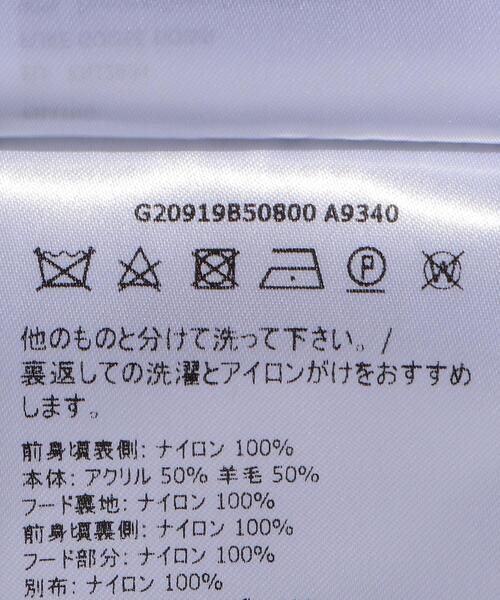 G20919B50800 A9340
P
W
他のものと分けて洗って下さい。/
裏返しての洗濯とアイロンがけをおすすめ
します。
前身頃表側: ナイロン 100%
本体: アクリル 50% 羊毛 50%
フード裏地: ナイロン 100%
前身頃裏側: ナイロン 100%
フード部分: ナイロン 100%
別布: ナイロン 100%